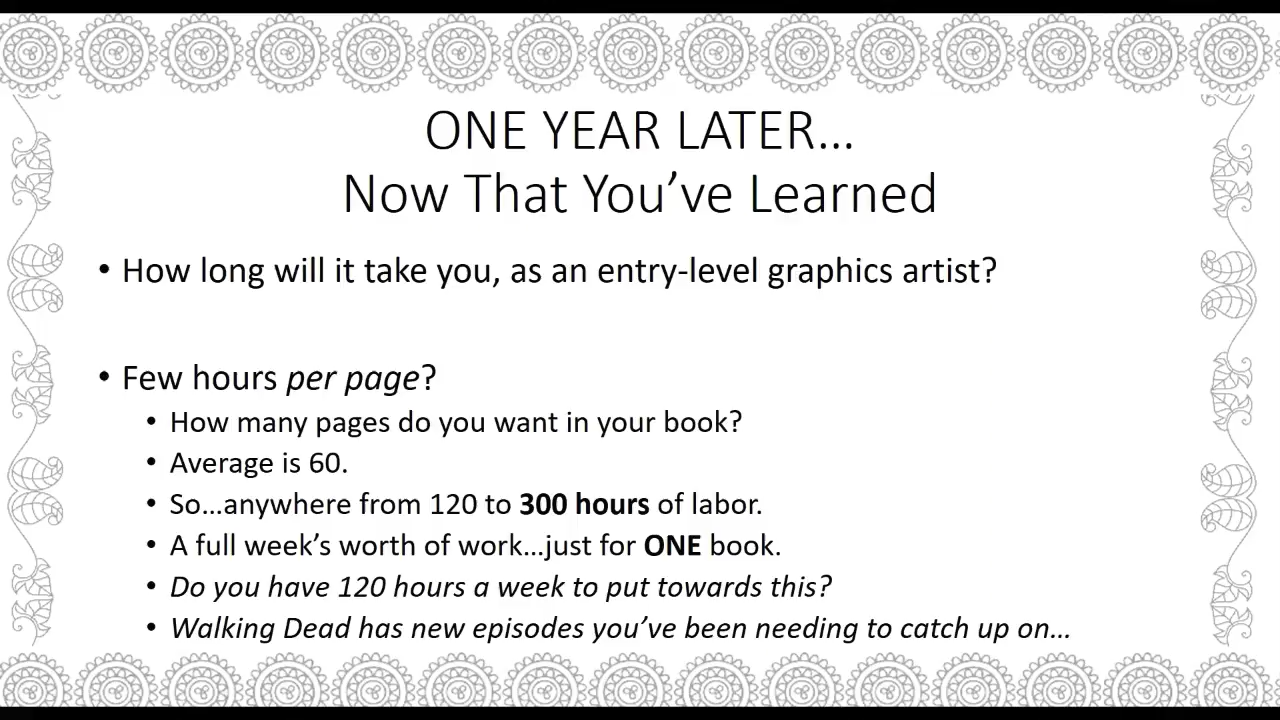 ONE YEAR LATER…
Now That You’ve Learned
• How long will it take you, as an entry-level graphics artist?
• Few hours per page?
• How many pages do you want in your book?
• Average is 60.
• So…anywhere from 120 to 300 hours of labor.
• A full week’s worth of work…just for ONE book.
• Do you have 120 hours a week to put towards this?
• Walking Dead has new episodes you’ve been needing to catch up on…